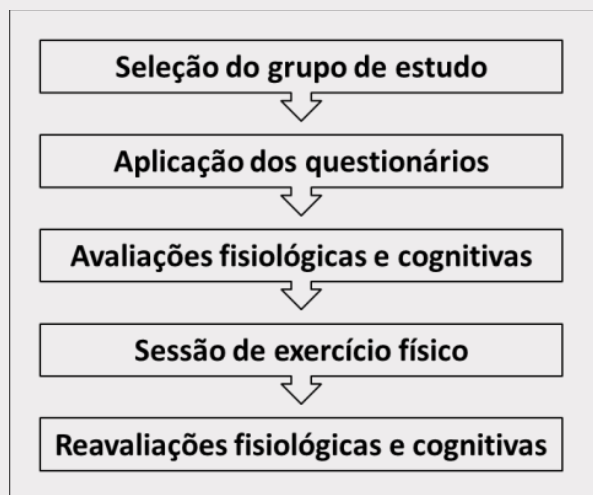 Seleção do grupo de estudo
Aplicação dos questionários
Avaliações fisiológicas e cognitivas
Sessão de exercício físico
Reavaliações fisiológicas e cognitivas